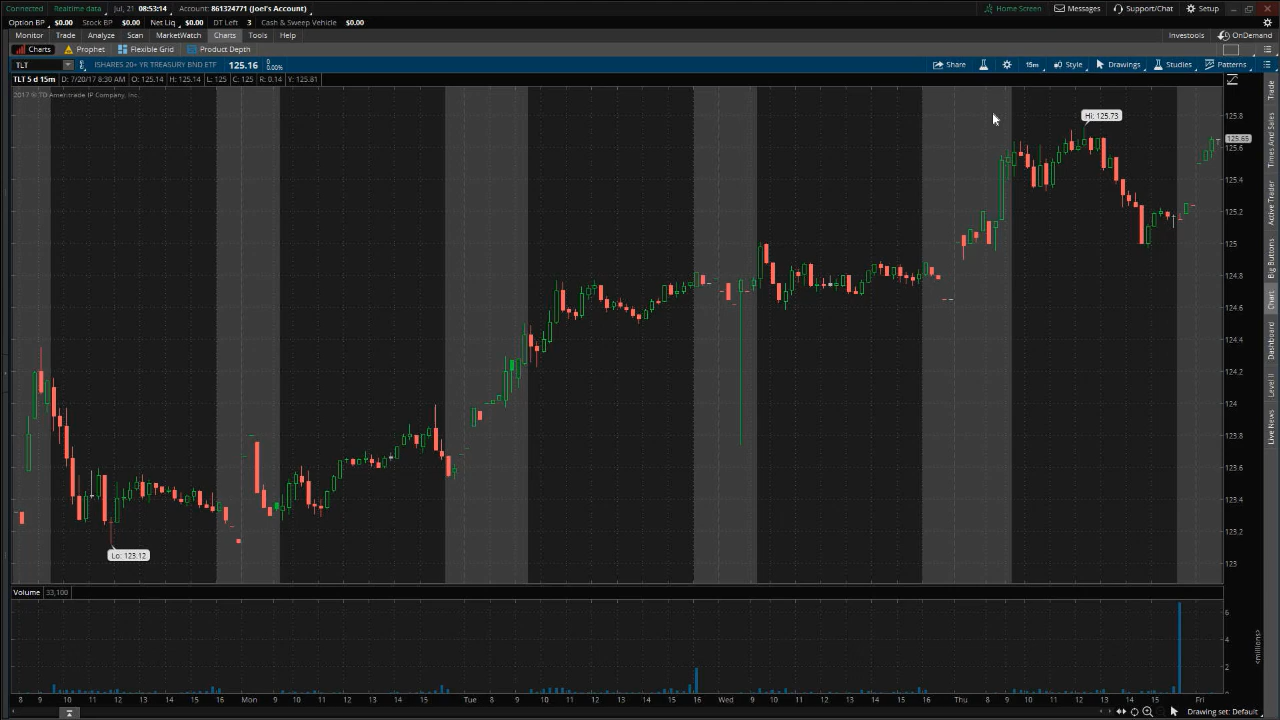 Connected Realtime data Jul, 21 08:53:14 Account: 861324771 (Joel's Account) Home Screen Messages Support/Chat Setup
Option BP $0.00 Stock BP $0.00 Net Liq $0.00 DT Left 3 Cash & Sweep Vehicle $0.00
Monitor Trade Analyze Scan MarketWatch Charts Tools Help Investools OnDemand
Charts Prophet Flexible Grid Product Depth
TLT ISHARES 20+ YR TREASURY BND ETF 125.16 0 0.00% Share 15m Style Drawings Studies Patterns
TLT 5 d 15m D: 7/20/17 8:30 AM O: 125.14 H: 125.14 L: 125 C: 125 R: 0.14 Y: 125.81
2017 © TD Ameritrade IP Company, Inc.
Hi: 125.73
Lo: 123.12
125.8
125.65
125.6
125.4
125.2
125
124.8
124.6
124.4
124.2
124
123.8
123.6
123.4
123.2
123
Trade
Times And Sales
Active Trader
Big Buttons
Chart
Dashboard
Level II
Live News
Volume 33,100
6
4
2
<millions>
8 9 10 11 12 13 14 15 16 Mon 10 11 12 13 14 15 16 Tue 10 11 12 13 14 15 16 Wed 9 10 11 12 13 14 15 16 Thu 9 10 11 12 13 14 15 Fri
Drawing set: Default